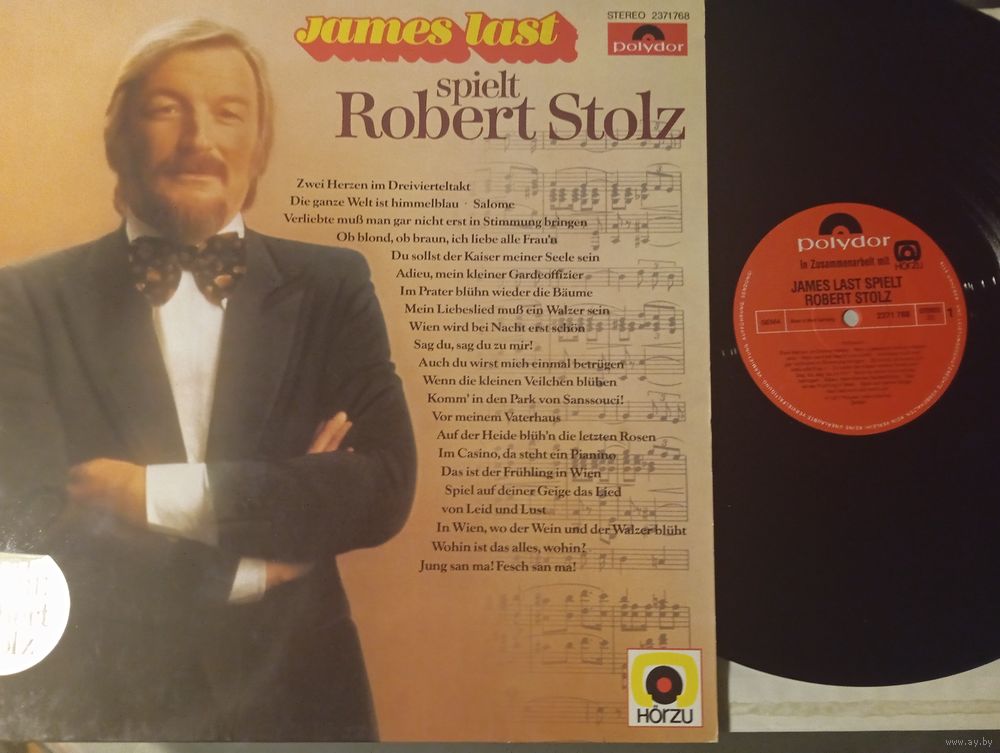 james last
STEREO 2371768
polydor
spielt
Robert Stolz
Zwei Herzen im Dreivierteltakt
Die ganze Welt ist himmelblau · Salome
Verliebte muß man gar nicht erst in Stimmung bringen
Ob blond, ob braun, ich liebe alle Frau'n
Du sollst der Kaiser meiner Seele sein
Adieu, mein kleiner Gardeoffizier
Im Prater blühn wieder die Bäume
Mein Liebeslied muß ein Walzer sein
Wien wird bei Nacht erst schön
Sag du, sag du zu mir!
Auch du wirst mich einmal betrügen
Wenn die kleinen Veilchen blühen
Komm' in den Park von Sanssouci!
Vor meinem Vaterhaus
Auf der Heide blüh'n die letzten Rosen
Im Casino, da steht ein Pianino
Das ist der Frühling in Wien
Spiel auf deiner Geige das Lied
von Leid und Lust
In Wien, wo der Wein und der Walzer blüht
Wohin ist das alles, wohin?
Jung san ma! Fesch san ma!
HÖRZU
polydor
In Zusammenarbeit mit
HÖRZU
JAMES LAST SPIELT
ROBERT STOLZ
GEMA
2371 768
STEREO
1
www.ay.by